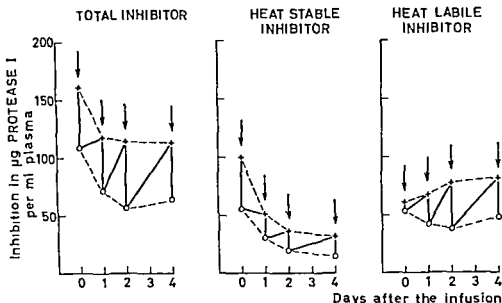 TOTAL INHIBITOR
HEAT STABLE
INHIBITOR
HEAT LABILE
INHIBITOR
Inhibition in µg PROTEASE I
per ml plasma
200
150
100
50
0 1 2 3 4
0 1 2 3 4
0 1 2 3 4
Days after the infusion